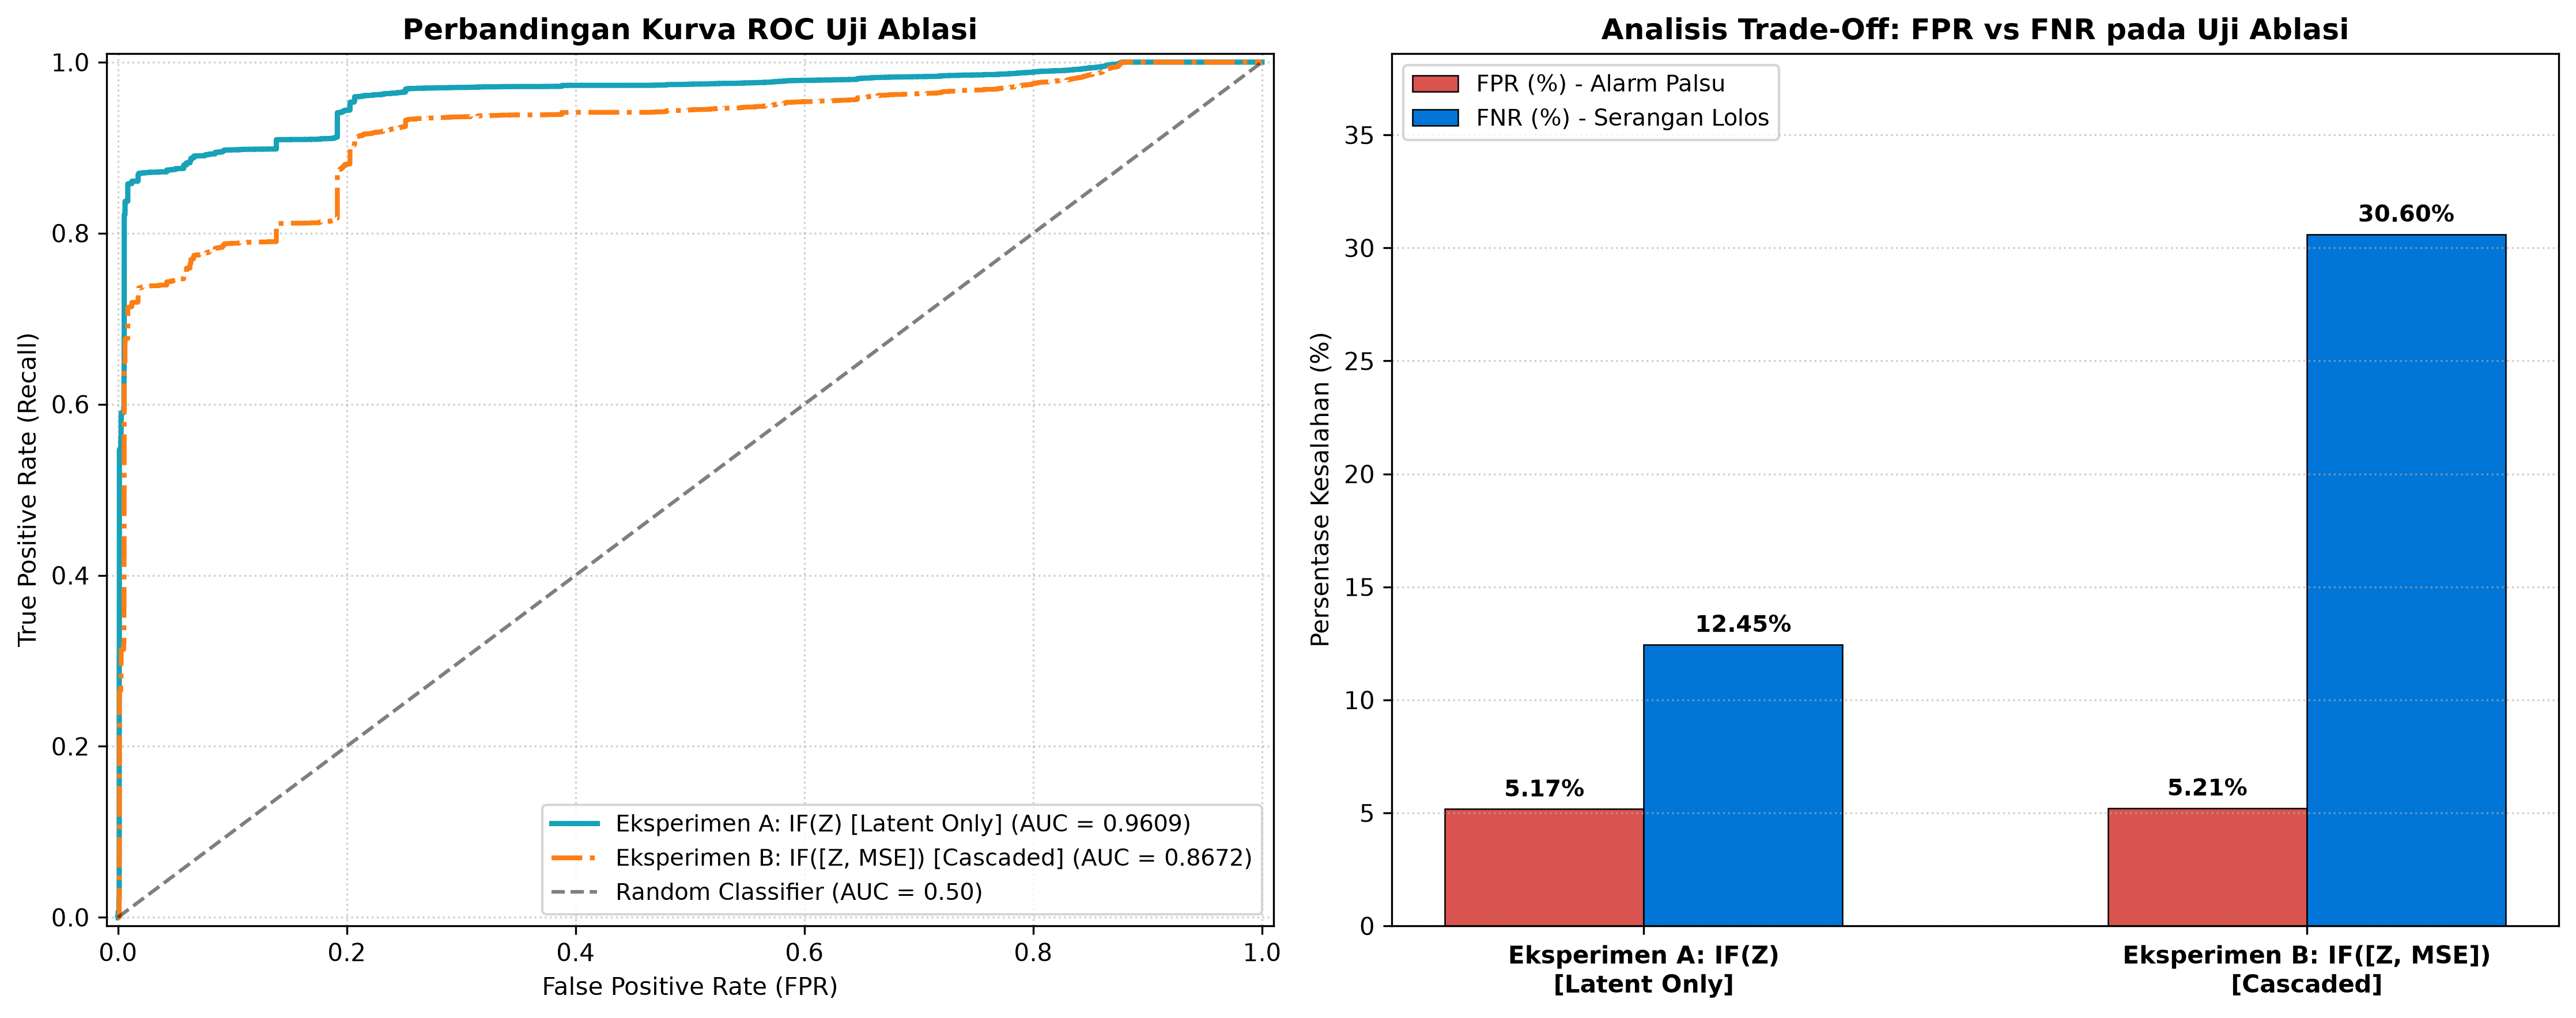 Perbandingan Kurva ROC Uji Ablasi
True Positive Rate (Recall)
1.0
0.8
0.6
0.4
0.2
0.0
0.0 0.2 0.4 0.6 0.8 1.0
False Positive Rate (FPR)
Eksperimen A: IF(Z) [Latent Only] (AUC = 0.9609)
Eksperimen B: IF([Z, MSE]) [Cascaded] (AUC = 0.8672)
Random Classifier (AUC = 0.50)
Analisis Trade-Off: FPR vs FNR pada Uji Ablasi
FPR (%) - Alarm Palsu
FNR (%) - Serangan Lolos
Persentase Kesalahan (%)
35
30
25
20
15
10
5
0
5.17%
12.45%
5.21%
30.60%
Eksperimen A: IF(Z)
[Latent Only]
Eksperimen B: IF([Z, MSE])
[Cascaded]